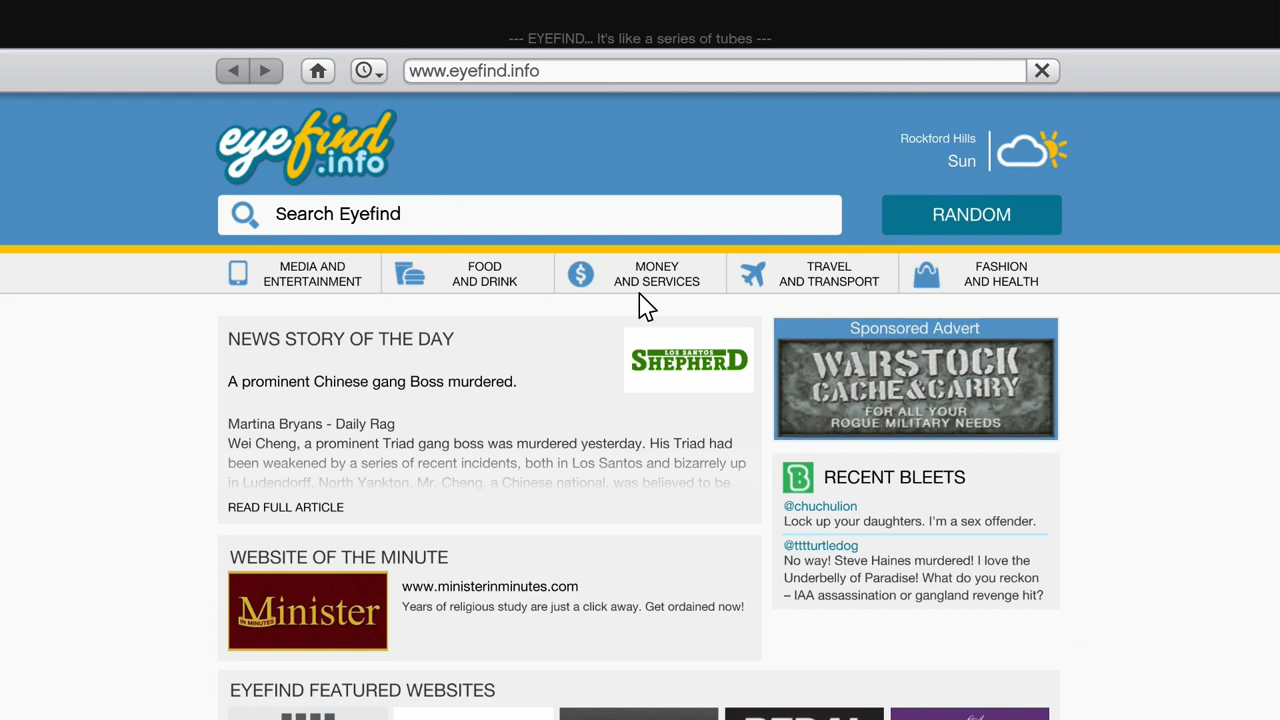 --- EYEFIND... It's like a series of tubes ---
www.eyefind.info
eyefind
.info
Rockford Hills
Sun
Search Eyefind
RANDOM
MEDIA AND
ENTERTAINMENT
FOOD
AND DRINK
MONEY
AND SERVICES
TRAVEL
AND TRANSPORT
FASHION
AND HEALTH
NEWS STORY OF THE DAY
LOS SANTOS
SHEPHERD
A prominent Chinese gang Boss murdered.
Martina Bryans - Daily Rag
Wei Cheng, a prominent Triad gang boss was murdered yesterday. His Triad had
been weakened by a series of recent incidents, both in Los Santos and bizarrely up
in Ludendorff, North Yankton. Mr. Cheng, a Chinese national, was believed to be
READ FULL ARTICLE
Sponsored Advert
WARSTOCK
CACHE&CARRY
FOR ALL YOUR
ROGUE MILITARY NEEDS
RECENT BLEETS
@chuchulion
Lock up your daughters. I'm a sex offender.
@tttturtledog
No way! Steve Haines murdered! I love the
Underbelly of Paradise! What do you reckon
– IAA assassination or gangland revenge hit?
WEBSITE OF THE MINUTE
MINISTER
IN MINUTES
www.ministerinminutes.com
Years of religious study are just a click away. Get ordained now!
EYEFIND FEATURED WEBSITES